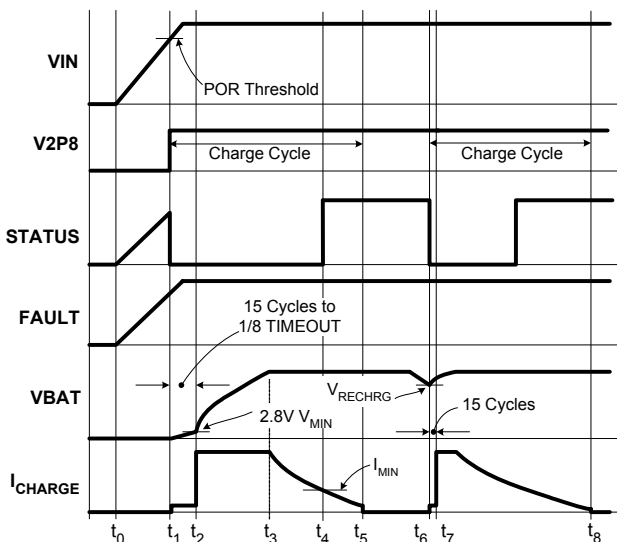 VIN
POR Threshold
V2P8
Charge Cycle
Charge Cycle
STATUS
FAULT
15 Cycles to
1/8 TIMEOUT
VBAT
VRECHRG
2.8V VMIN
15 Cycles
ICHARGE
IMIN
t0 t1 t2 t3 t4 t5 t6 t7 t8